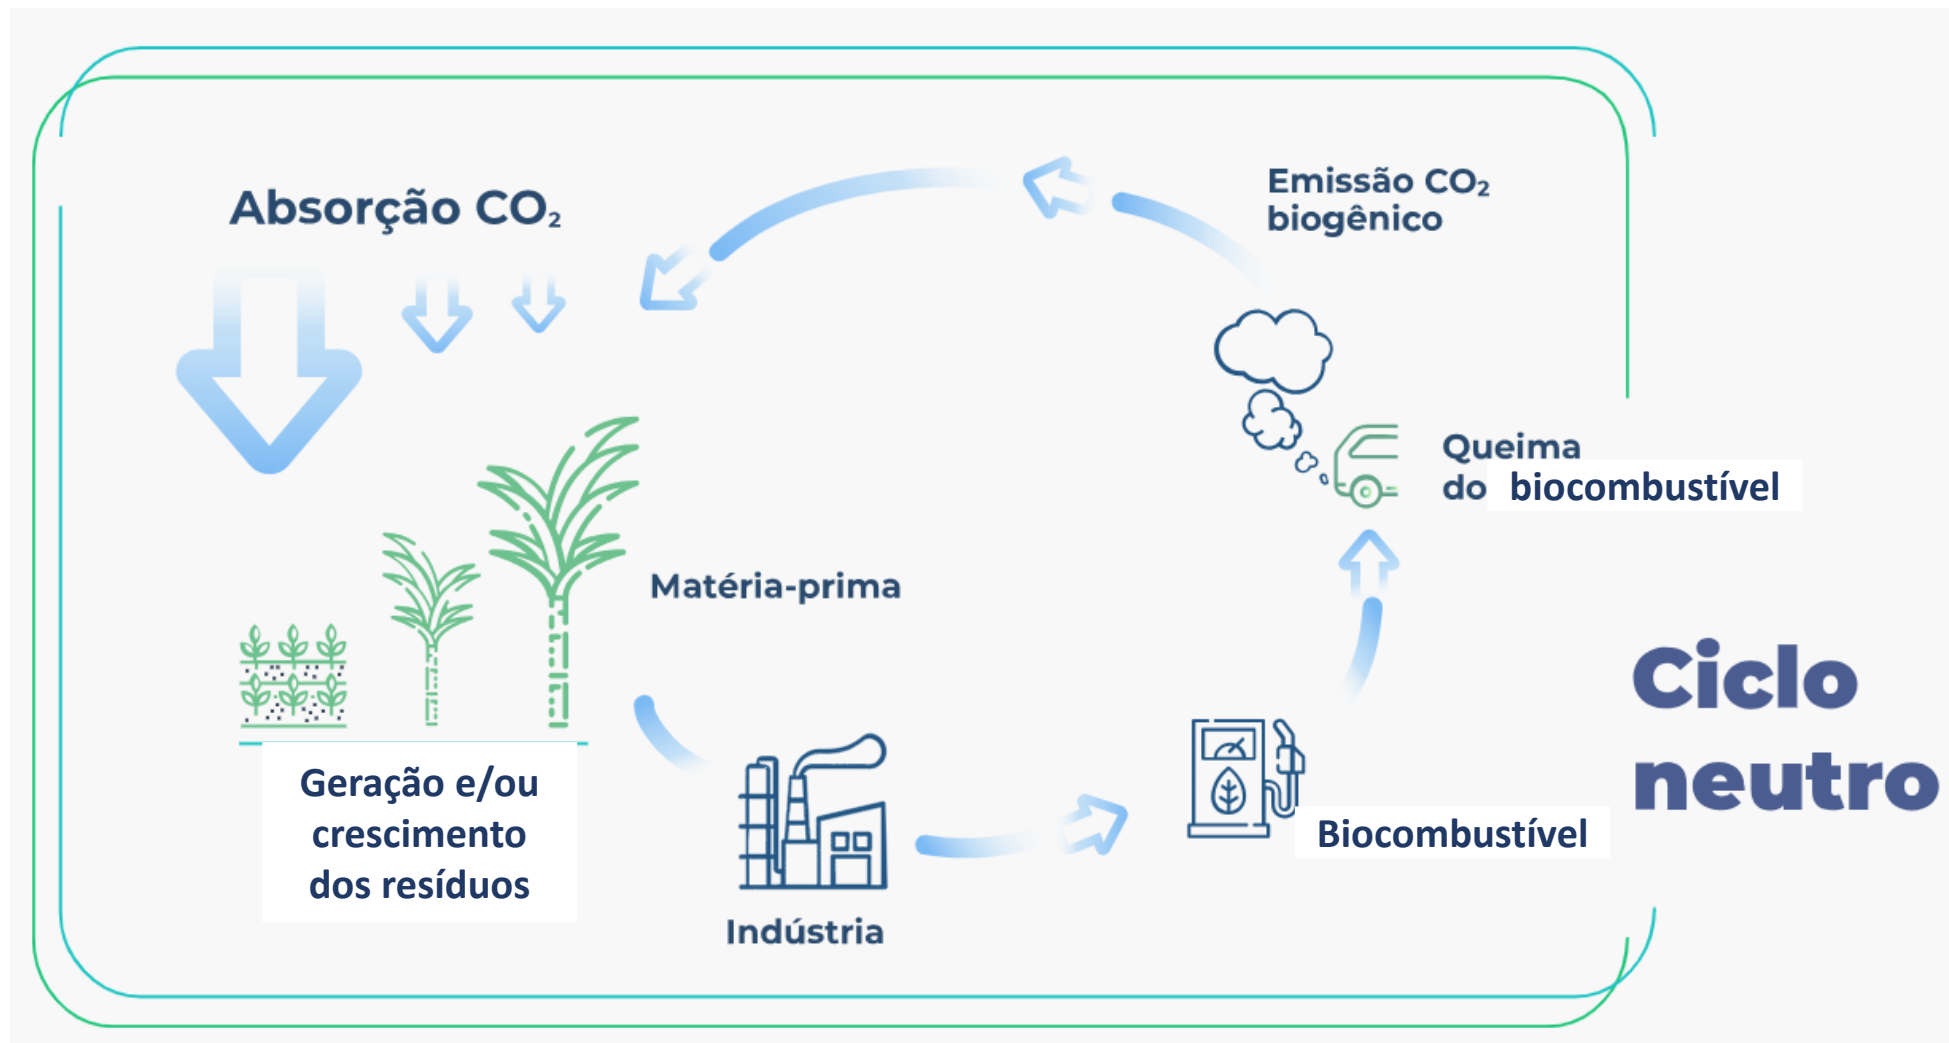 Absorção CO₂
Emissão CO₂
biogênico
Queima
do biocombustível
Matéria-prima
Ciclo
neutro
Geração e/ou
crescimento
dos resíduos
Biocombustível
Indústria